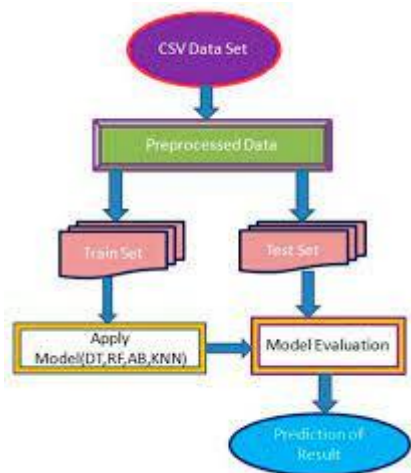 CSV Data Set
Preprocessed Data
Train Set
Test Set
Apply
Model(DT,RF,AB,KNN)
Model Evaluation
Prediction of
Result